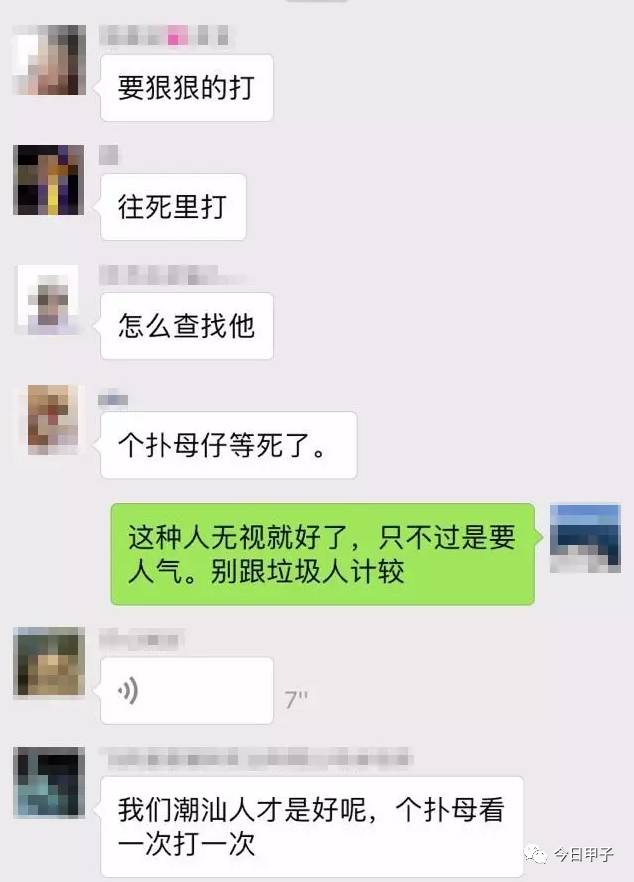 要狠狠的打
往死里打
怎么查找他
个扑母仔等死了。
这种人无视就好了，只不过是要
人气。别跟垃圾人计较
7''
我们潮汕人才是好呢，个扑母看
一次打一次
今日甲子